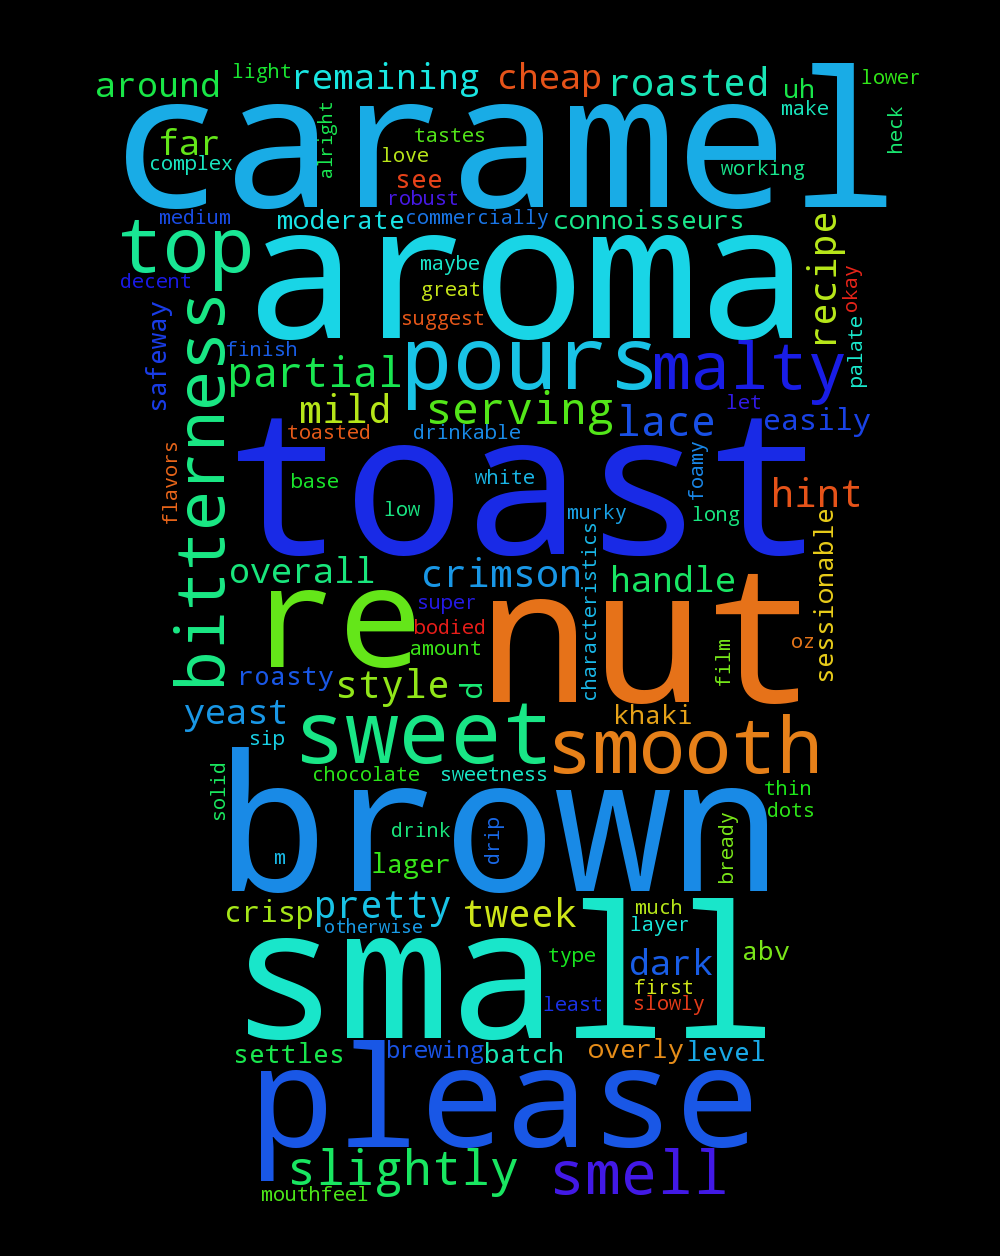 light remaining cheap roasted lower
around uh
caramel make heck
far alright tastes
complex love see working
robust
medium moderate commercially connoisseurs recipe
top aroma maybe okay
decent great
safeway bitterness suggest palate
finish partial pours malty
mild serving lace let easily
toasted drinkable
toast
flavors base white foamy hint
low murky long
characteristics sessionable
overall crimson handle
re nut
super
bodied film oz
amount
roasty style d
yeast sweet khaki
sip smooth
solid chocolate sweetness thin
brown dots
drink drip bready
m lager
crisp pretty tweek much
otherwise layer
small type dark abv
first
least slowly
settles brewing batch overly level
please
slightly smell
mouthfeel